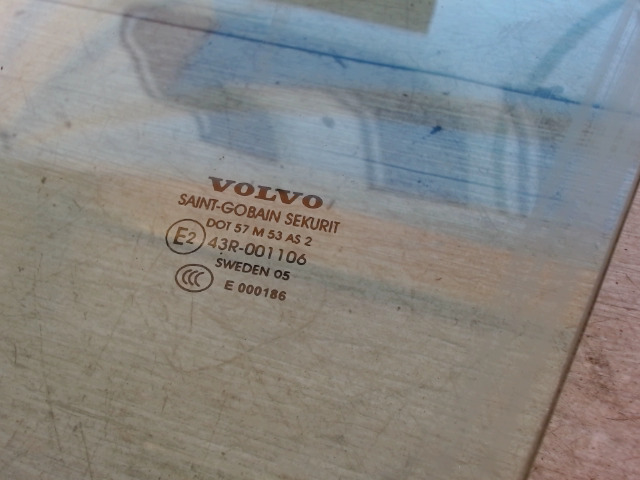 VOLVO
SAINT-GOBAIN SEKURIT
DOT 57 M 53 AS 2
E2 43R-001106
SWEDEN 05
CCC E 000186